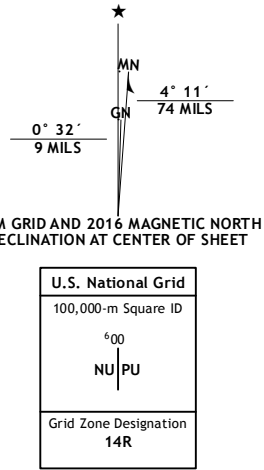 ★
MN
4° 11´
74 MILS
GN
0° 32´
9 MILS
M GRID AND 2016 MAGNETIC NORTH
ECLINATION AT CENTER OF SHEET
U.S. National Grid
100,000-m Square ID
⁶00
NU PU
Grid Zone Designation
14R